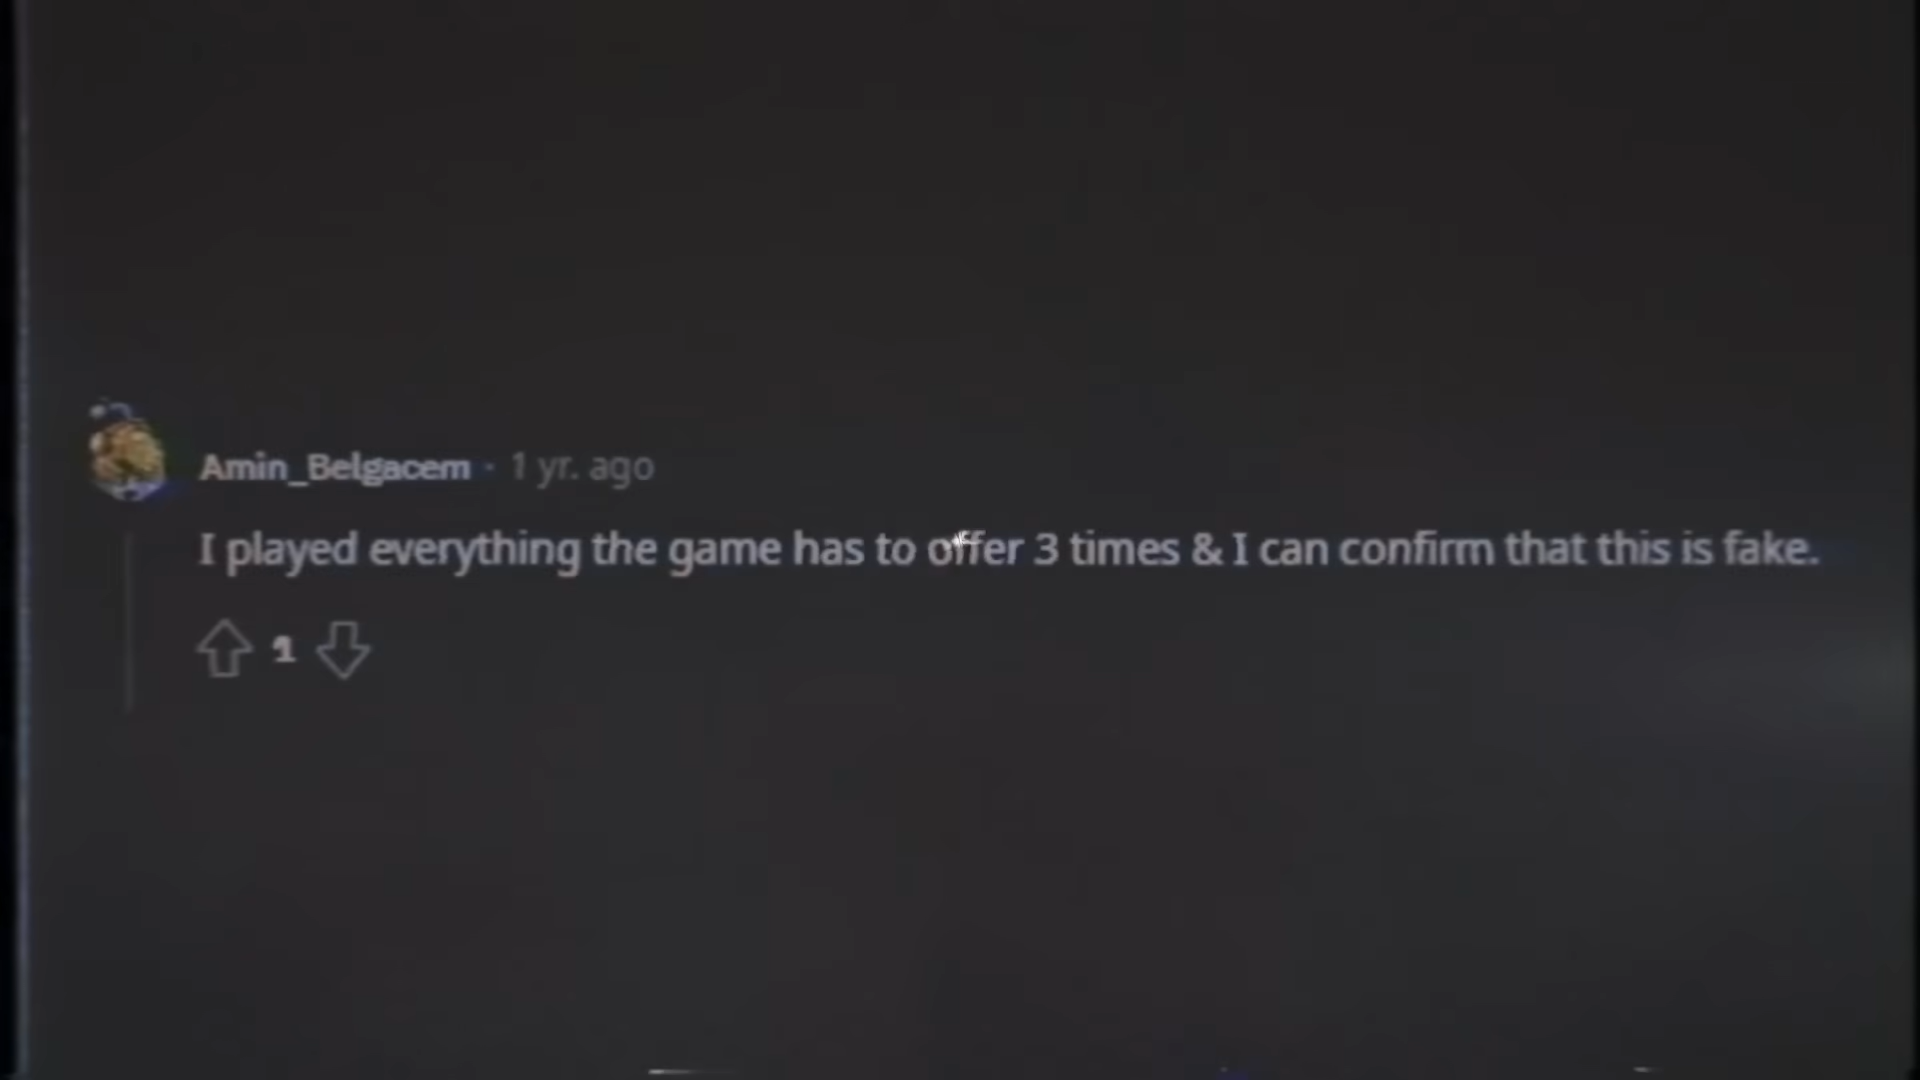 Amin_Belgacem · 1 yr. ago
I played everything the game has to offer 3 times & I can confirm that this is fake.
1